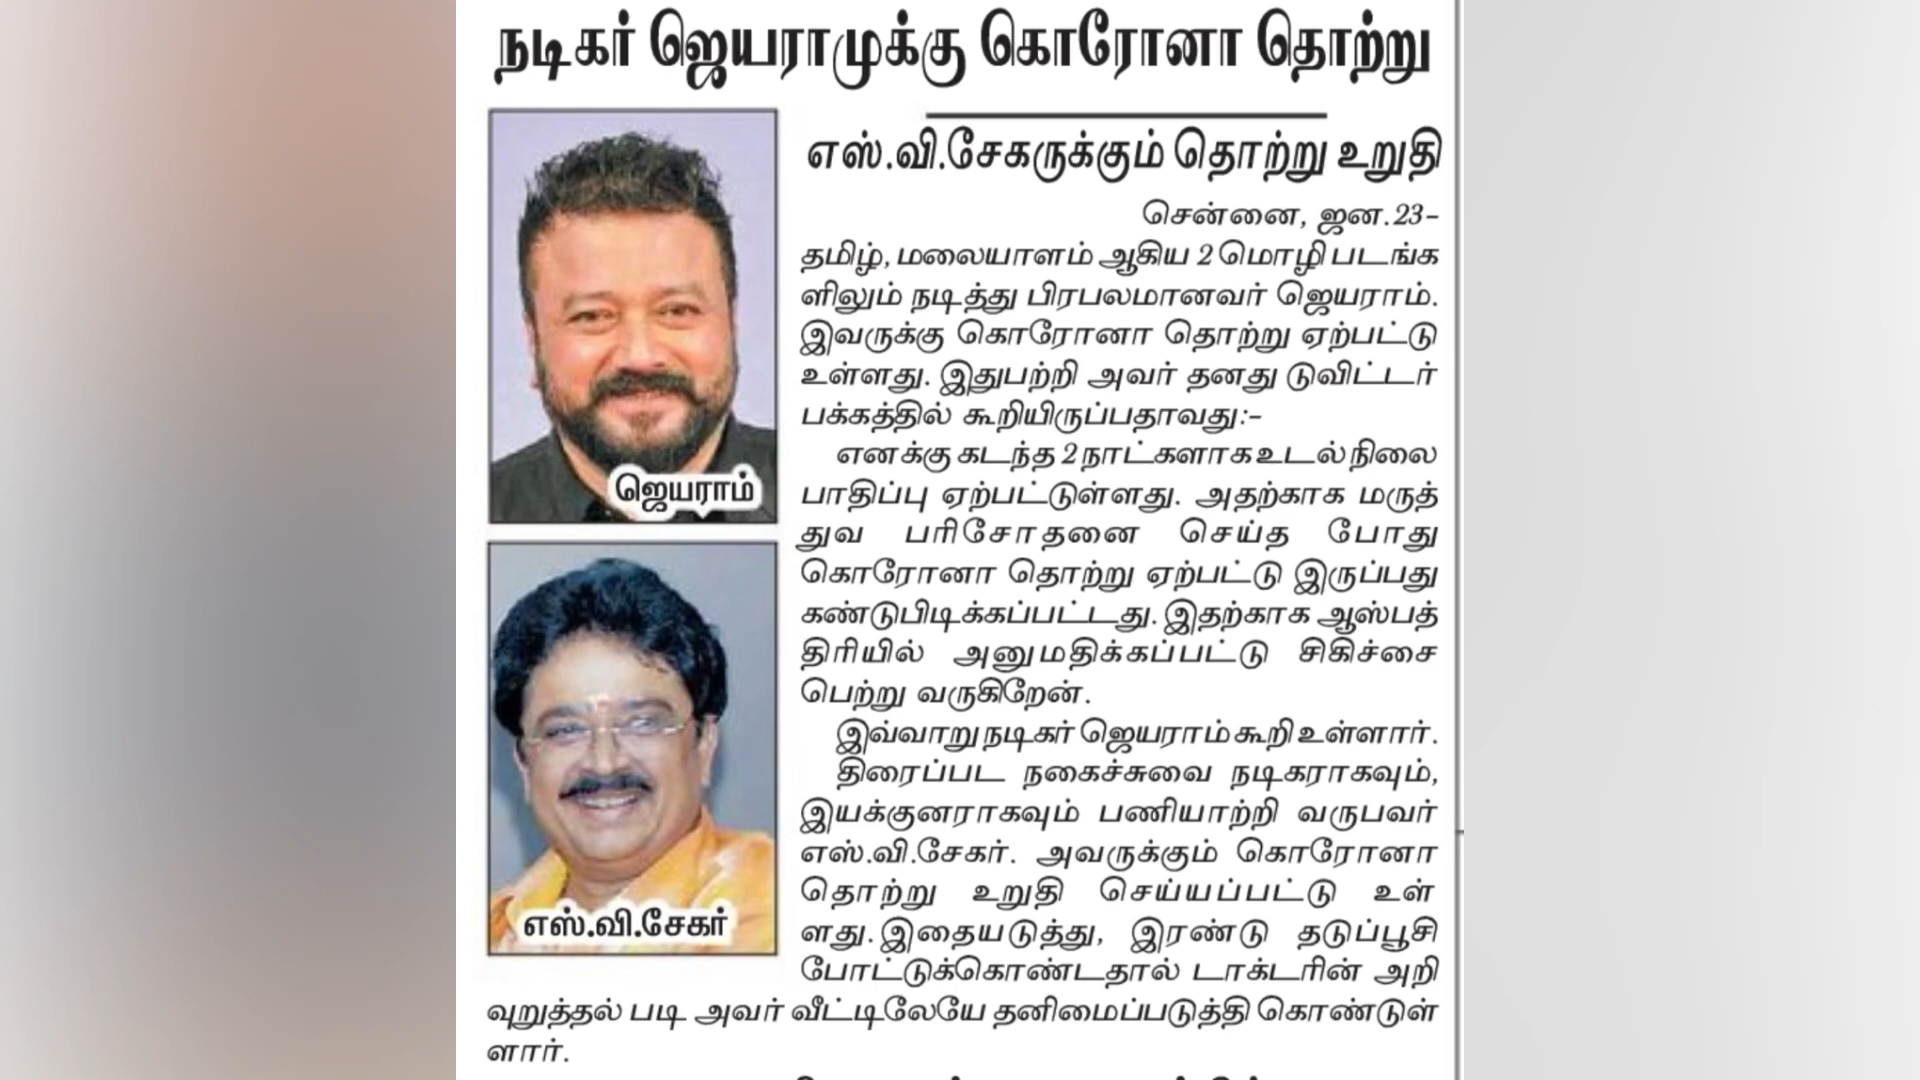 நடிகர் ஜெயராமுக்கு கொரோனா தொற்று
எஸ்.வி.சேகருக்கும் தொற்று உறுதி
ஜெயராம்
எஸ்.வி.சேகர்
சென்னை, ஜன.23–
தமிழ், மலையாளம் ஆகிய 2 மொழி படங்க
ளிலும் நடித்து பிரபலமானவர் ஜெயராம்.
இவருக்கு கொரோனா தொற்று ஏற்பட்டு
உள்ளது. இதுபற்றி அவர் தனது டுவிட்டர்
பக்கத்தில் கூறியிருப்பதாவது:–
எனக்கு கடந்த 2 நாட்களாக உடல் நிலை
பாதிப்பு ஏற்பட்டுள்ளது. அதற்காக மருத்
துவ பரிசோதனை செய்த போது
கொரோனா தொற்று ஏற்பட்டு இருப்பது
கண்டுபிடிக்கப்பட்டது. இதற்காக ஆஸ்பத்
திரியில் அனுமதிக்கப்பட்டு சிகிச்சை
பெற்று வருகிறேன்.
இவ்வாறு நடிகர் ஜெயராம் கூறி உள்ளார்.
திரைப்பட நகைச்சுவை நடிகராகவும்,
இயக்குனராகவும் பணியாற்றி வருபவர்
எஸ்.வி.சேகர். அவருக்கும் கொரோனா
தொற்று உறுதி செய்யப்பட்டு உள்
ளது. இதையடுத்து, இரண்டு தடுப்பூசி
போட்டுக்கொண்டதால் டாக்டரின் அறி
வுறுத்தல் படி அவர் வீட்டிலேயே தனிமைப்படுத்தி கொண்டுள்
ளார்.